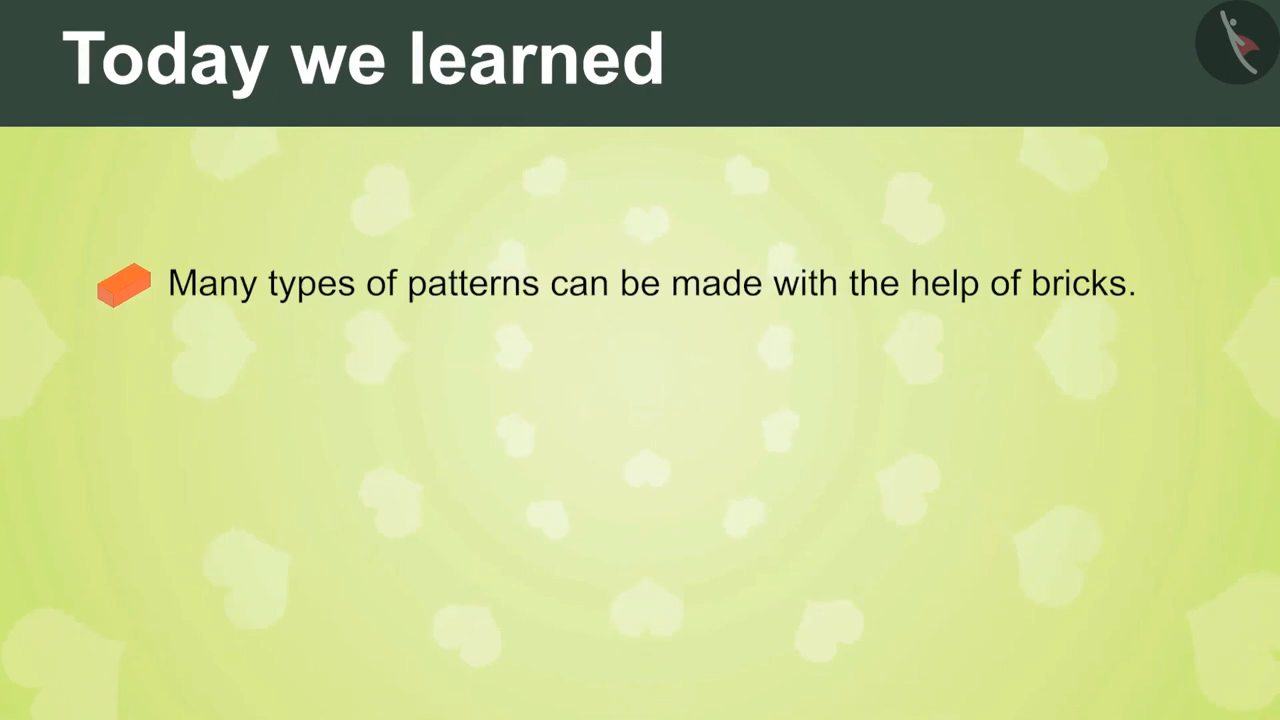 Today we learned
Many types of patterns can be made with the help of bricks.